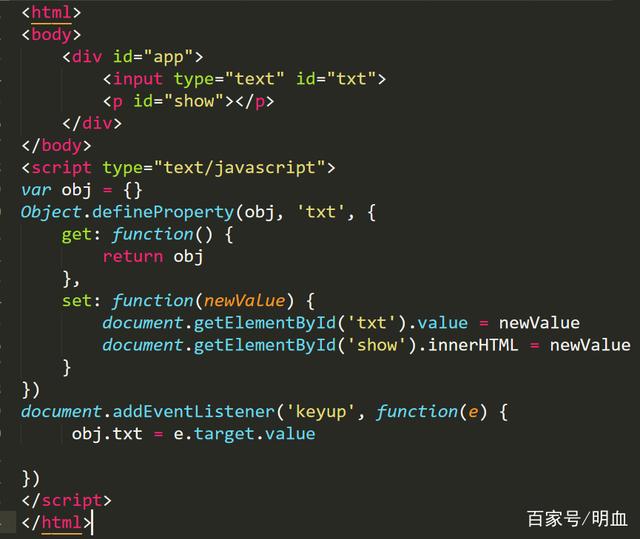 <html>
<body>
    <div id="app">
        <input type="text" id="txt">
        <p id="show"></p>
    </div>
</body>
<script type="text/javascript">
var obj = {}
Object.defineProperty(obj, 'txt', {
    get: function() {
        return obj
    },
    set: function(newValue) {
        document.getElementById('txt').value = newValue
        document.getElementById('show').innerHTML = newValue
    }
})
document.addEventListener('keyup', function(e) {
     obj.txt = e.target.value

})
</script>
</html>
百家号/明血